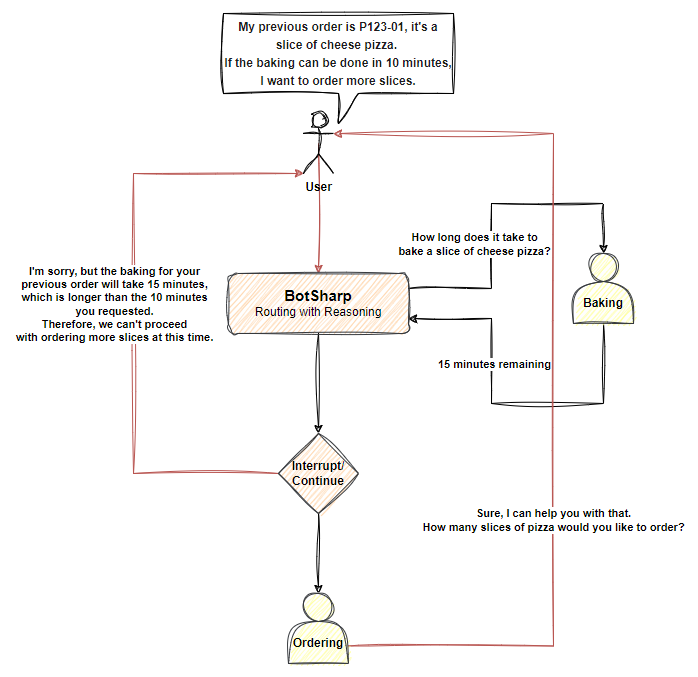 My previous order is P123-01, it's a
slice of cheese pizza.
If the baking can be done in 10 minutes,
I want to order more slices.
User
How long does it take to
bake a slice of cheese pizza?
I'm sorry, but the baking for your
previous order will take 15 minutes,
which is longer than the 10 minutes
you requested.
Therefore, we can't proceed
with ordering more slices at this time.
BotSharp
Routing with Reasoning
Baking
15 minutes remaining
Interrupt/
Continue
Sure, I can help you with that.
How many slices of pizza would you like to order?
Ordering